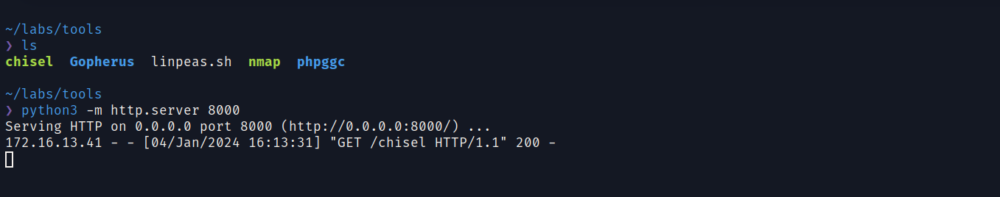 ~/labs/tools
❯ ls
chisel  Gopherus  linpeas.sh  nmap  phpggc
~/labs/tools
❯ python3 -m http.server 8000
Serving HTTP on 0.0.0.0 port 8000 (http://0.0.0.0:8000/) ...
172.16.13.41 - - [04/Jan/2024 16:13:31] "GET /chisel HTTP/1.1" 200 -